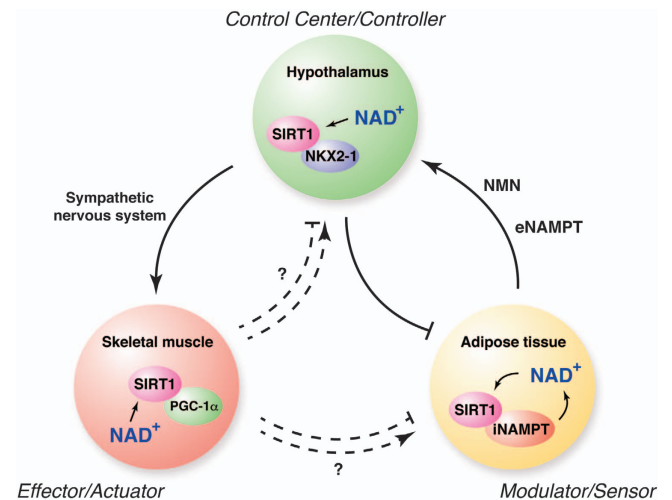 Control Center/Controller
Hypothalamus
NAD+
SIRT1
NKX2-1
Sympathetic
nervous system
NMN
eNAMPT
?
Skeletal muscle
SIRT1
PGC-1α
NAD+
Adipose tissue
NAD+
SIRT1
iNAMPT
?
Effector/Actuator
Modulator/Sensor